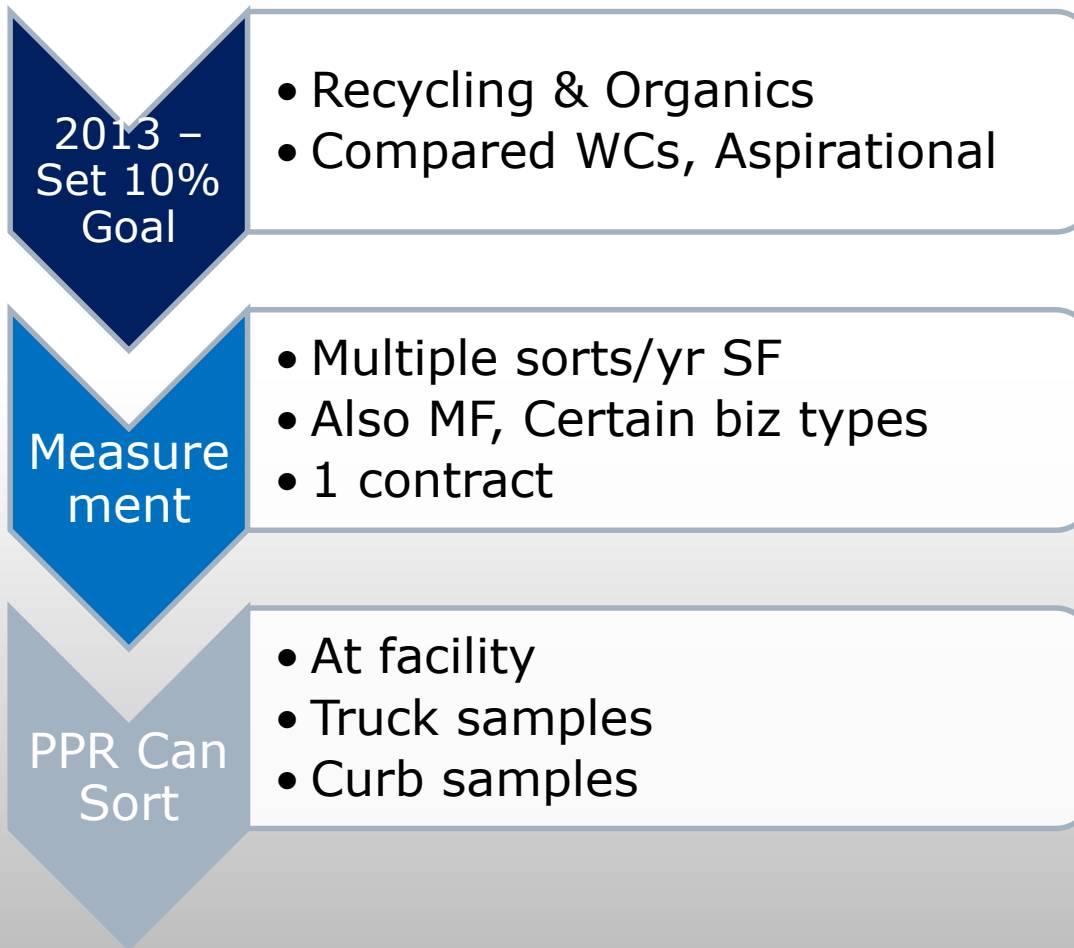 2013 –
Set 10%
Goal
• Recycling & Organics
• Compared WCs, Aspirational
Measure
ment
• Multiple sorts/yr SF
• Also MF, Certain biz types
• 1 contract
PPR Can
Sort
• At facility
• Truck samples
• Curb samples